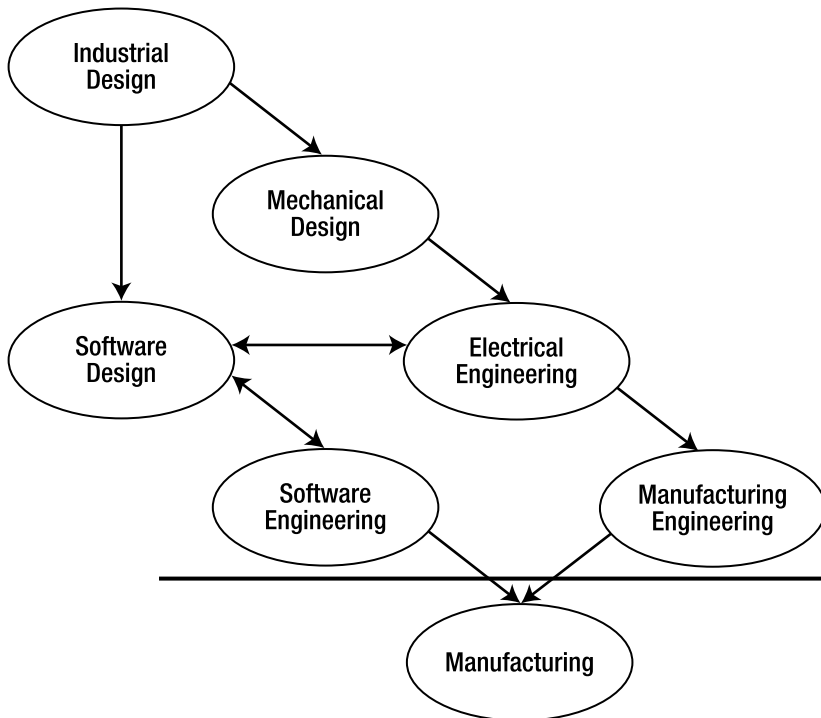 Industrial
Design
Mechanical
Design
Software
Design
Electrical
Engineering
Software
Engineering
Manufacturing
Engineering
Manufacturing